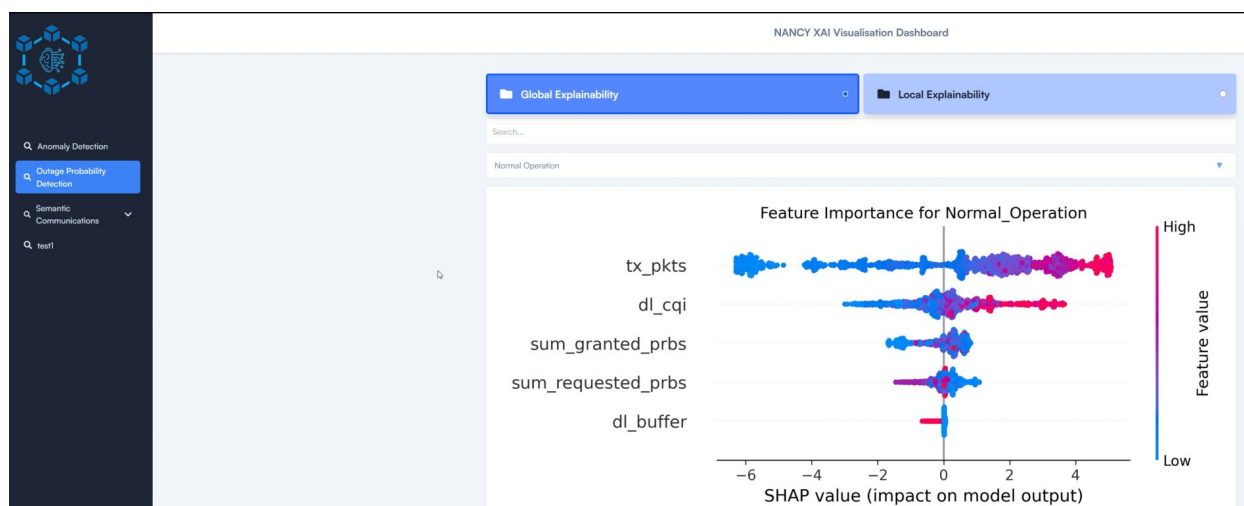 NANCY XAI Visualisation Dashboard
Anomaly Detection
Outage Probability
Detection
Semantic
Communications
test1
Global Explainability
Local Explainability
Search...
Normal Operation
Feature Importance for Normal_Operation
High
tx_pkts
dl_cqi
sum_granted_prbs
sum_requested_prbs
dl_buffer
Feature value
Low
−6 −4 −2 0 2 4
SHAP value (impact on model output)